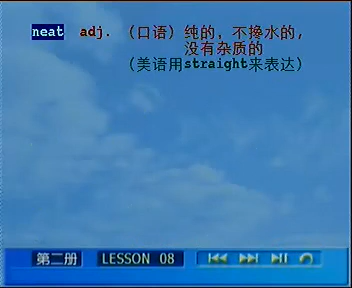 neat adj. (口语) 纯的, 不搀水的,
没有杂质的
(美语用straight来表达)
第二册 LESSON 08